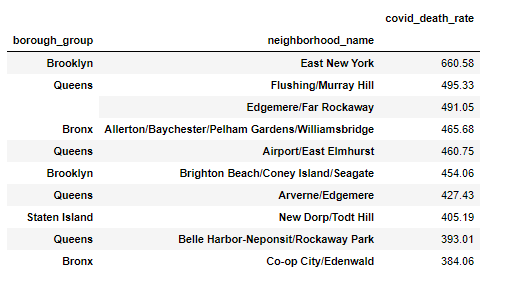 covid_death_rate
borough_group neighborhood_name
Brooklyn East New York 660.58
Queens Flushing/Murray Hill 495.33
Edgemere/Far Rockaway 491.05
Bronx Allerton/Baychester/Pelham Gardens/Williamsbridge 465.68
Queens Airport/East Elmhurst 460.75
Brooklyn Brighton Beach/Coney Island/Seagate 454.06
Queens Arverne/Edgemere 427.43
Staten Island New Dorp/Todt Hill 405.19
Queens Belle Harbor-Neponsit/Rockaway Park 393.01
Bronx Co-op City/Edenwald 384.06